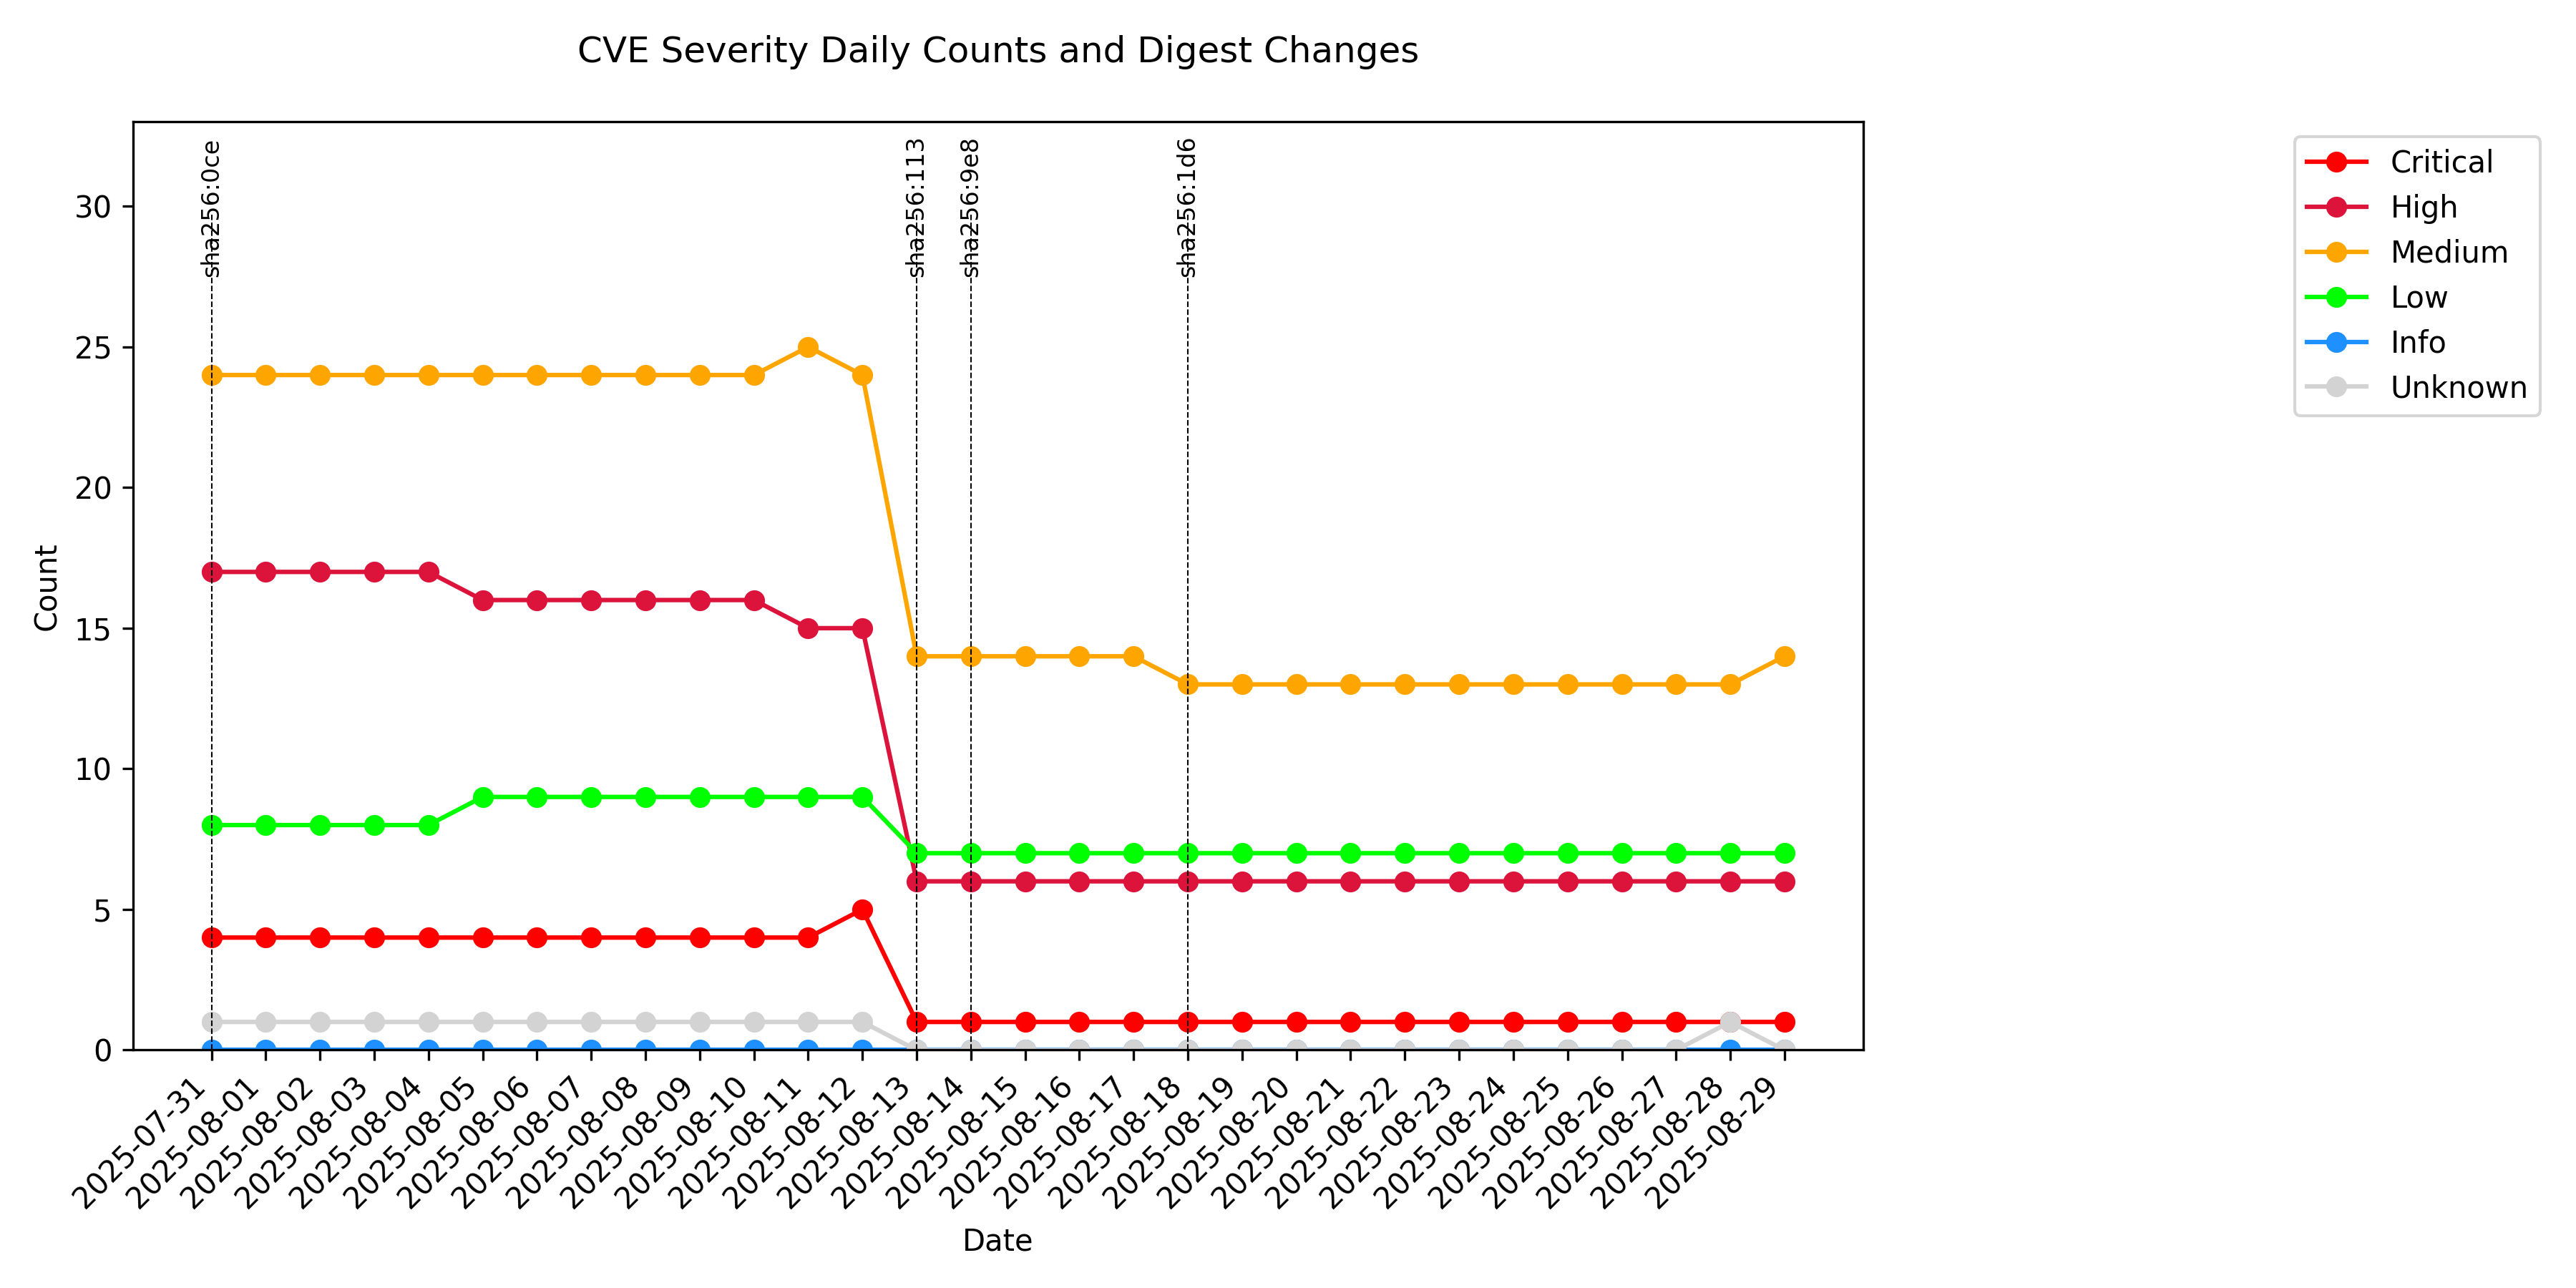 CVE Severity Daily Counts and Digest Changes
sha256:0ce
sha256:113
sha256:9e8
sha256:1d6
Critical
High
Medium
Low
Info
Unknown
Count
30
25
20
15
10
5
0
2025-07-31
2025-08-01
2025-08-02
2025-08-03
2025-08-04
2025-08-05
2025-08-06
2025-08-07
2025-08-08
2025-08-09
2025-08-10
2025-08-11
2025-08-12
2025-08-13
2025-08-14
2025-08-15
2025-08-16
2025-08-17
2025-08-18
2025-08-19
2025-08-20
2025-08-21
2025-08-22
2025-08-23
2025-08-24
2025-08-25
2025-08-26
2025-08-27
2025-08-28
2025-08-29
Date